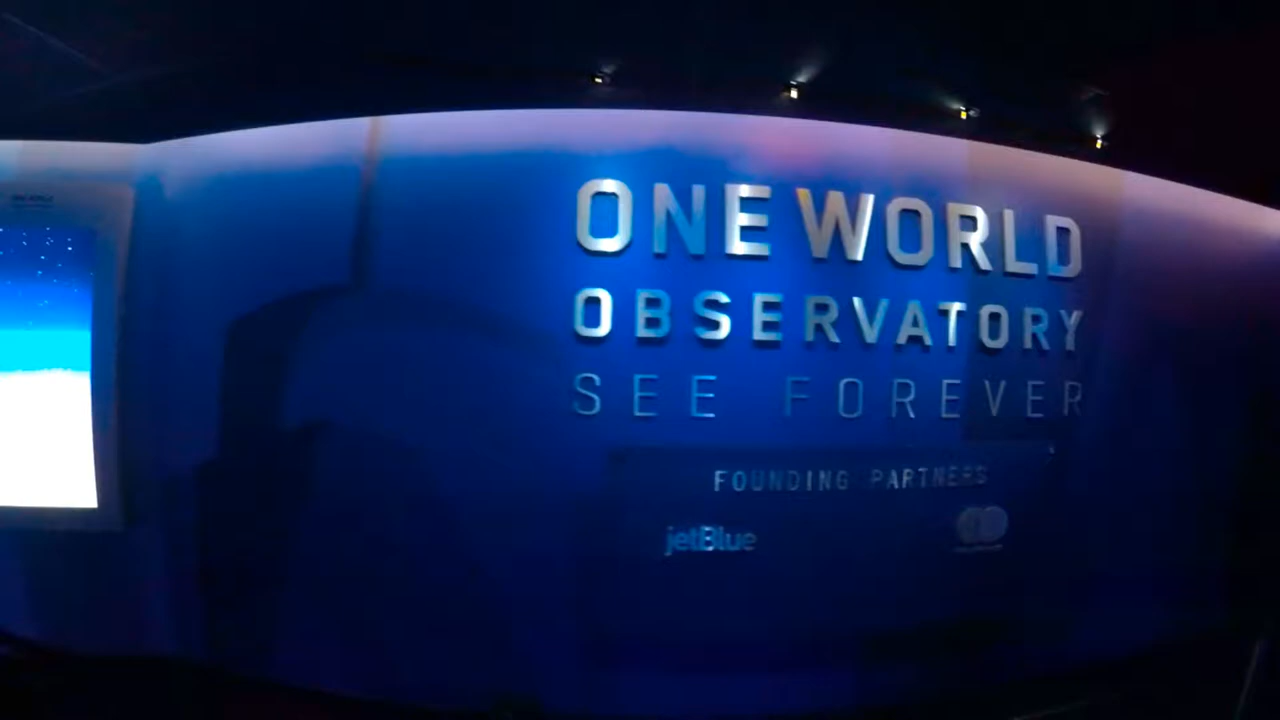 ONE WORLD
OBSERVATORY
SEE FOREVER
FOUNDING PARTNERS
jetBlue